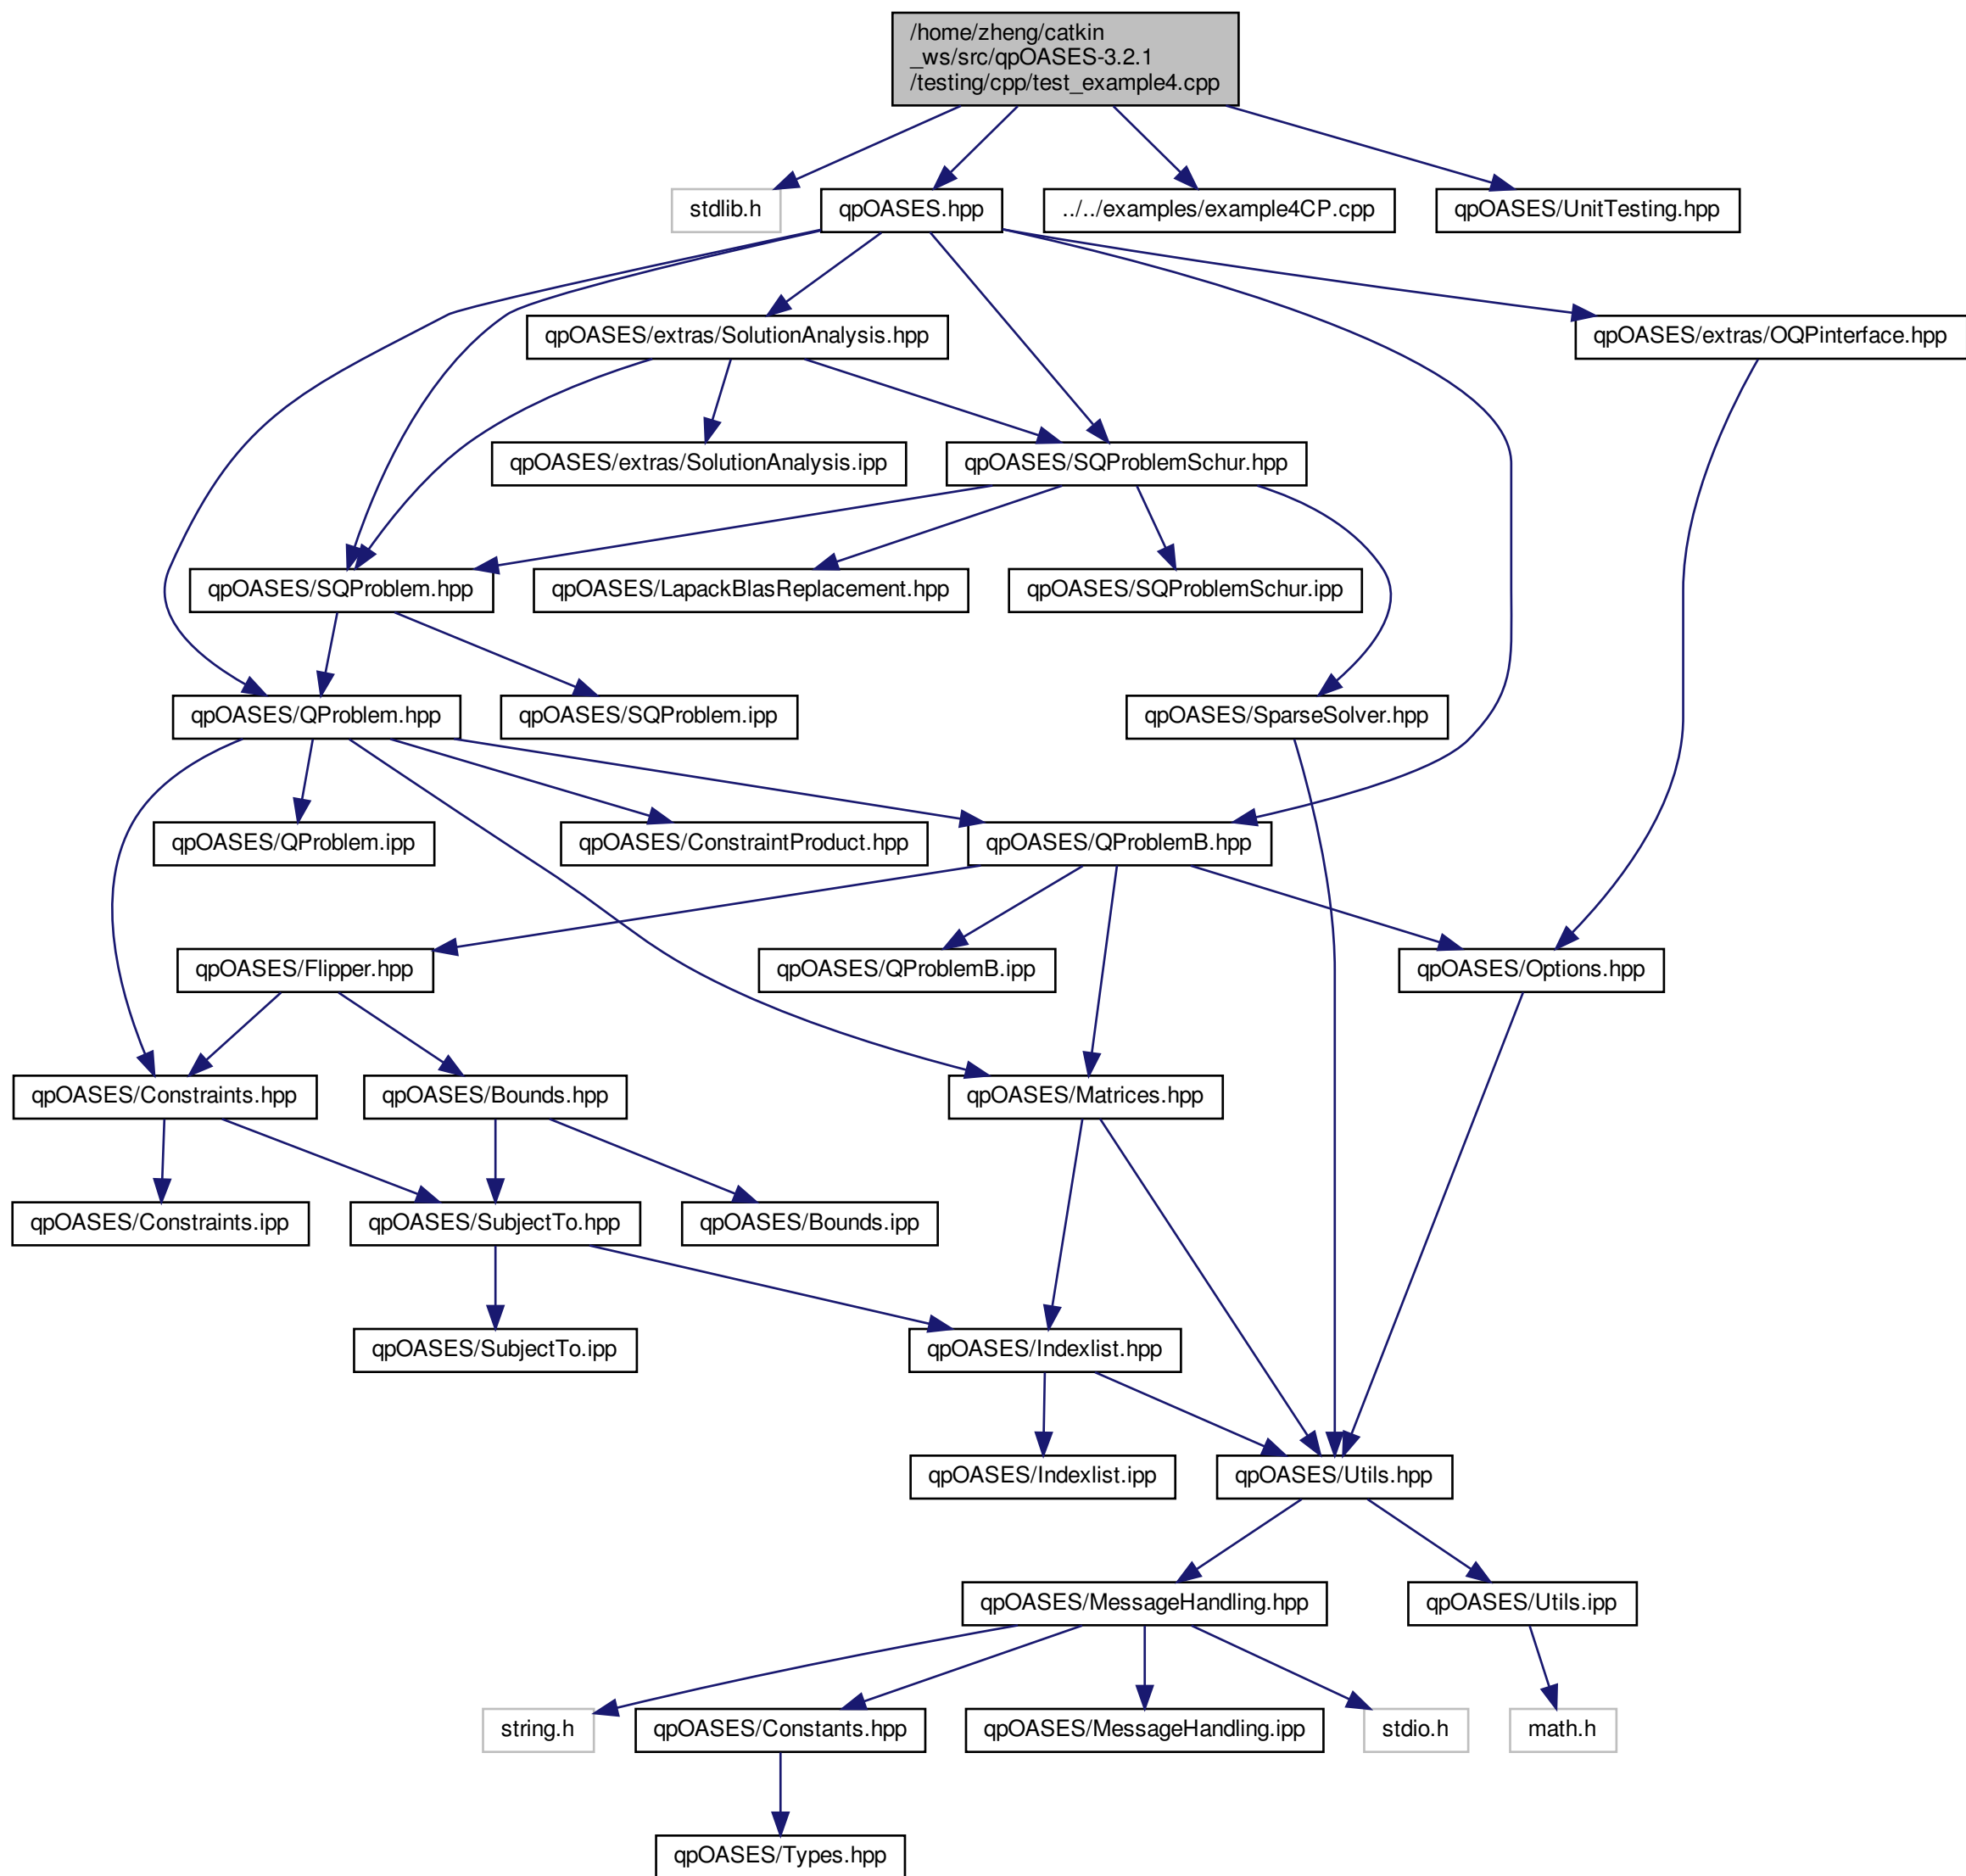 /home/zheng/catkin
_ws/src/qpOASES-3.2.1
/testing/cpp/test_example4.cpp
stdlib.h
qpOASES.hpp
../../examples/example4CP.cpp
qpOASES/UnitTesting.hpp
qpOASES/extras/SolutionAnalysis.hpp
qpOASES/extras/OQPinterface.hpp
qpOASES/extras/SolutionAnalysis.ipp
qpOASES/SQProblemSchur.hpp
qpOASES/SQProblem.hpp
qpOASES/LapackBlasReplacement.hpp
qpOASES/SQProblemSchur.ipp
qpOASES/QProblem.hpp
qpOASES/SQProblem.ipp
qpOASES/SparseSolver.hpp
qpOASES/QProblem.ipp
qpOASES/ConstraintProduct.hpp
qpOASES/QProblemB.hpp
qpOASES/Flipper.hpp
qpOASES/QProblemB.ipp
qpOASES/Options.hpp
qpOASES/Constraints.hpp
qpOASES/Bounds.hpp
qpOASES/Matrices.hpp
qpOASES/Constraints.ipp
qpOASES/SubjectTo.hpp
qpOASES/Bounds.ipp
qpOASES/SubjectTo.ipp
qpOASES/Indexlist.hpp
qpOASES/Indexlist.ipp
qpOASES/Utils.hpp
qpOASES/MessageHandling.hpp
qpOASES/Utils.ipp
string.h
qpOASES/Constants.hpp
qpOASES/MessageHandling.ipp
stdio.h
math.h
qpOASES/Types.hpp